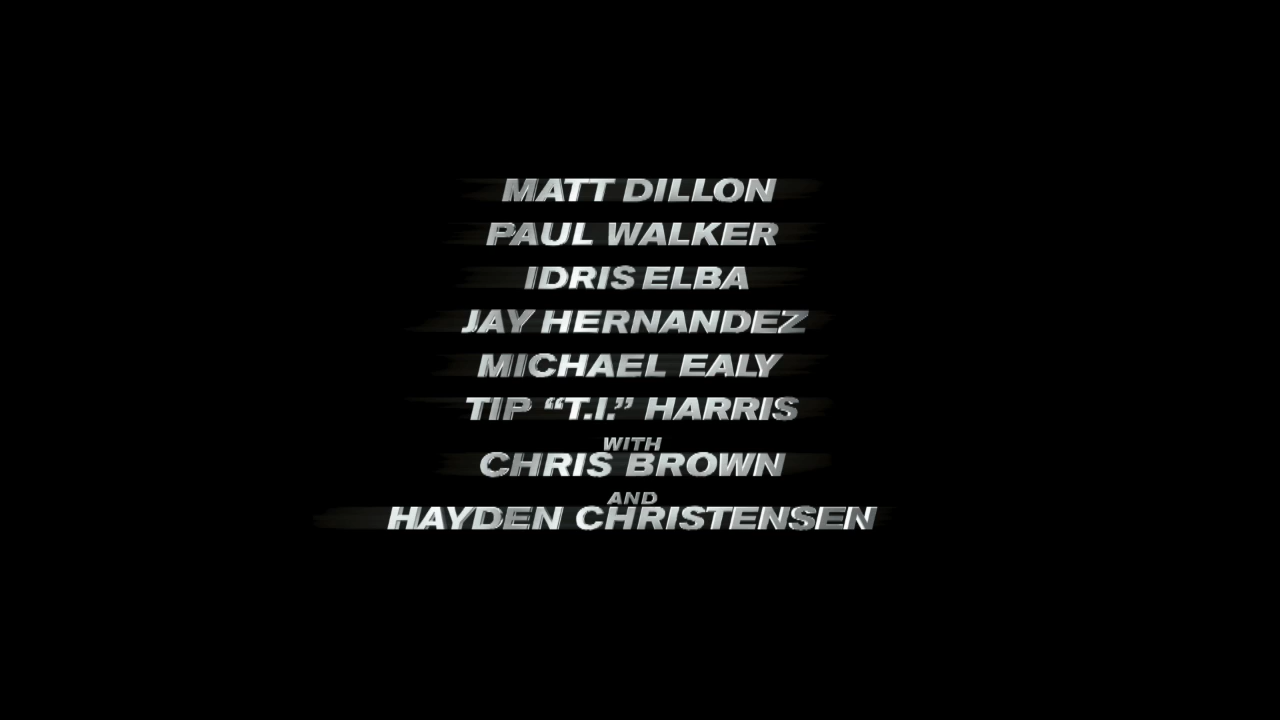 MATT DILLON
PAUL WALKER
IDRIS ELBA
JAY HERNANDEZ
MICHAEL EALY
TIP “T.I.” HARRIS
WITH
CHRIS BROWN
AND
HAYDEN CHRISTENSEN